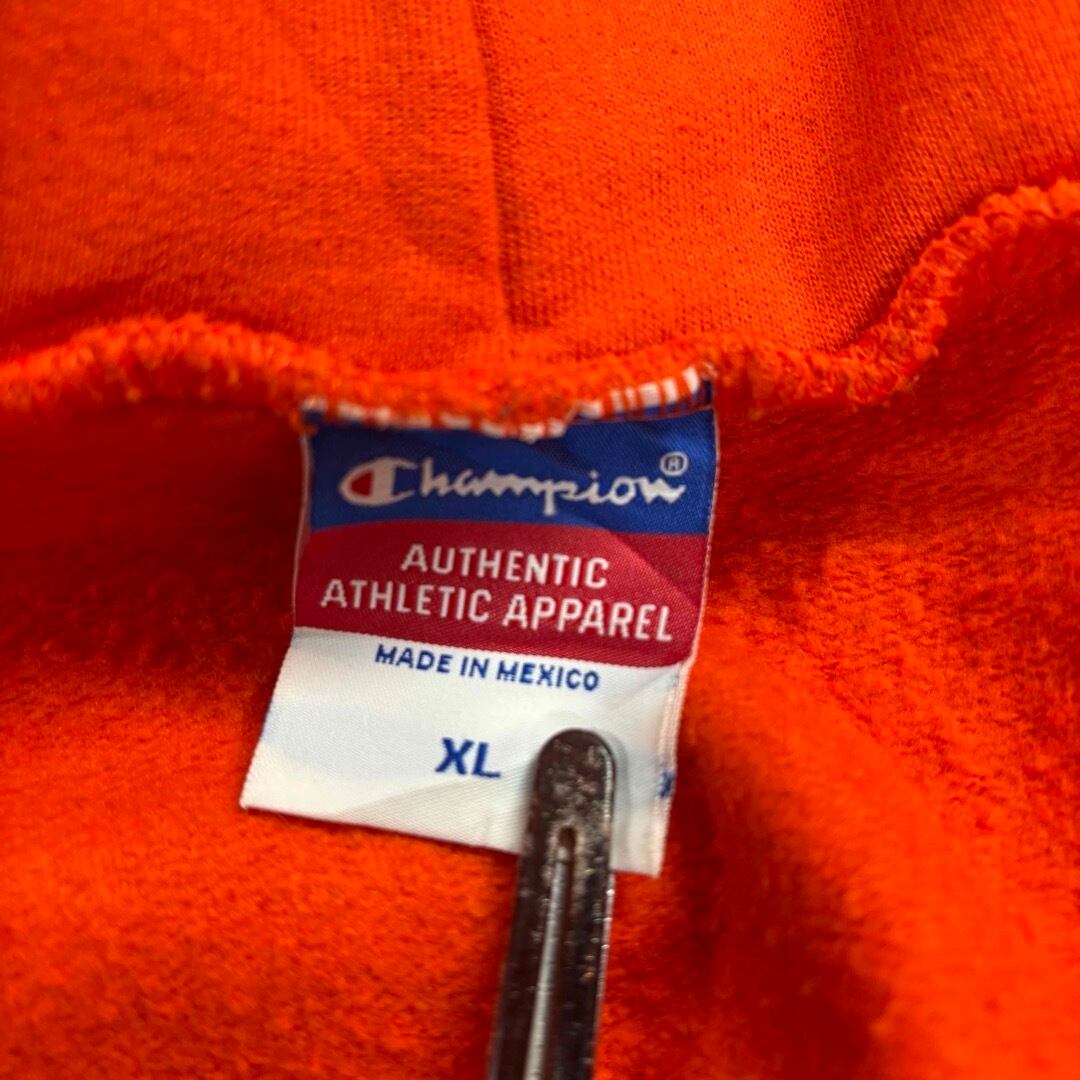 Champion®
AUTHENTIC
ATHLETIC APPAREL
MADE IN MEXICO
XL